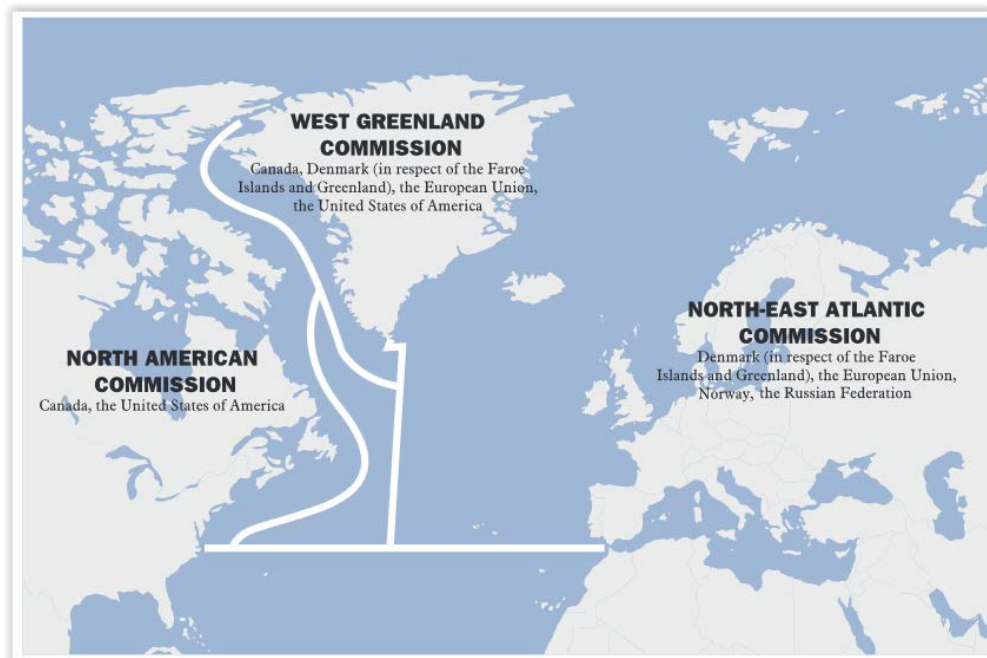 WEST GREENLAND
COMMISSION
Canada, Denmark (in respect of the Faroe
Islands and Greenland), the European Union,
the United States of America
NORTH-EAST ATLANTIC
COMMISSION
Denmark (in respect of the Faroe
Islands and Greenland), the European Union,
Norway, the Russian Federation
NORTH AMERICAN
COMMISSION
Canada, the United States of America